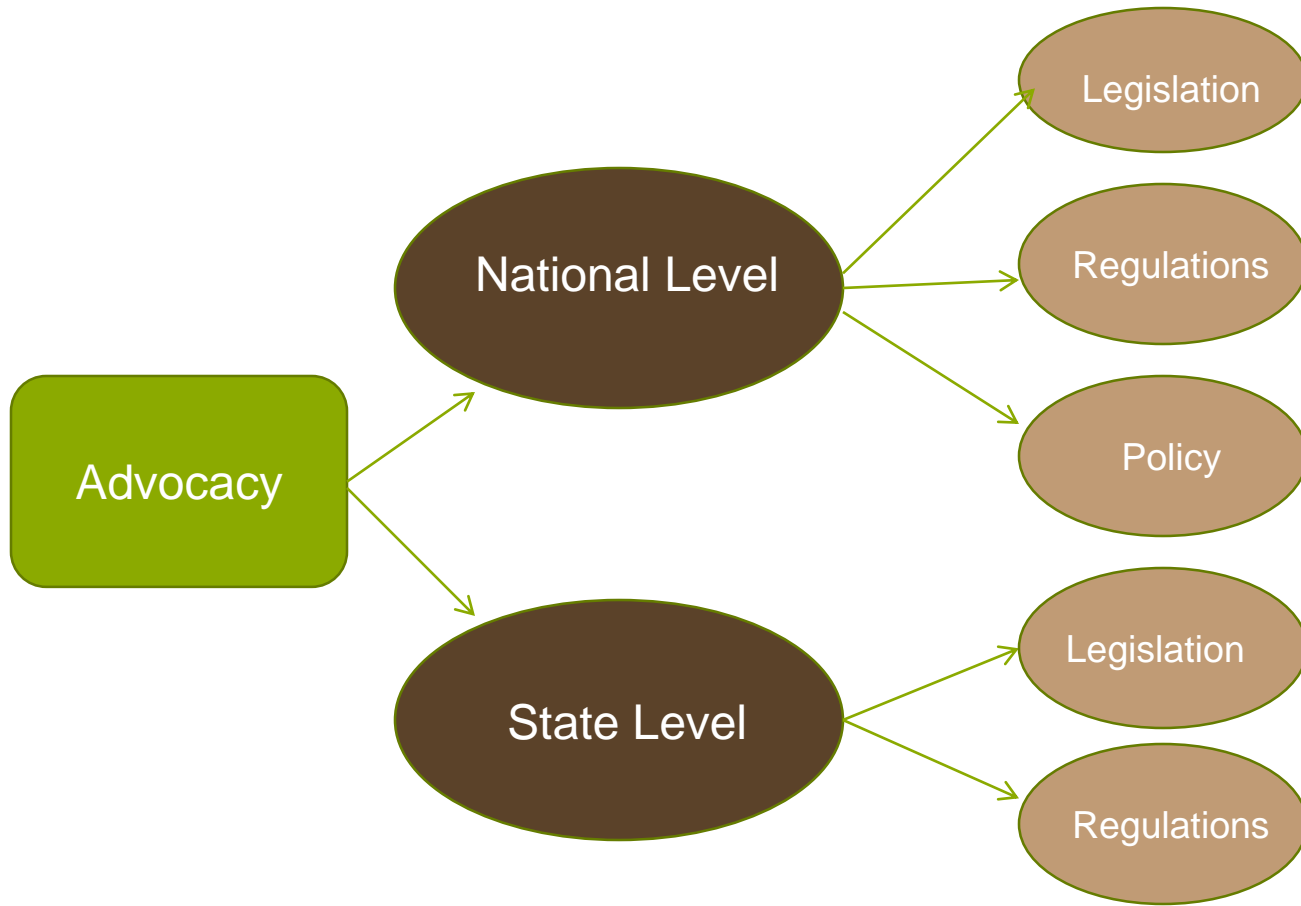 Advocacy
National Level
State Level
Legislation
Regulations
Policy
Legislation
Regulations